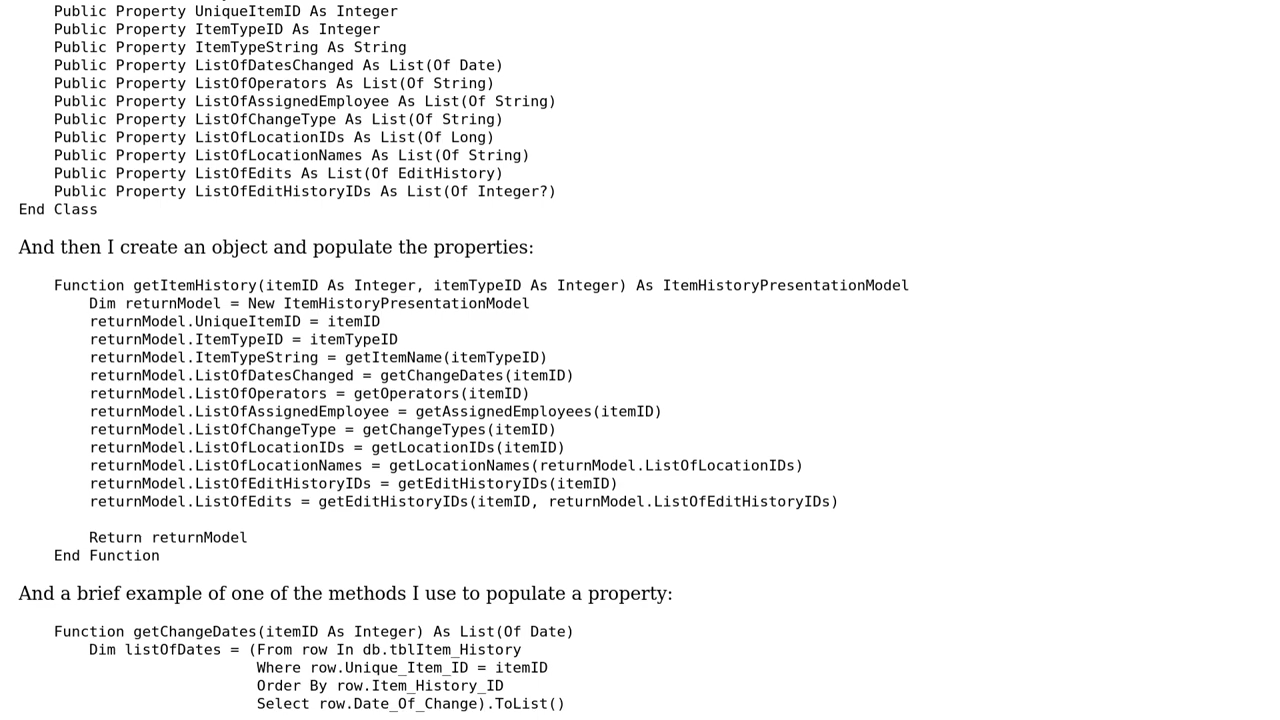 Public Property UniqueItemID As Integer
Public Property ItemTypeID As Integer
Public Property ItemTypeString As String
Public Property ListOfDatesChanged As List(Of Date)
Public Property ListOfOperators As List(Of String)
Public Property ListOfAssignedEmployee As List(Of String)
Public Property ListOfChangeType As List(Of String)
Public Property ListOfLocationIDs As List(Of Long)
Public Property ListOfLocationNames As List(Of String)
Public Property ListOfEdits As List(Of EditHistory)
Public Property ListOfEditHistoryIDs As List(Of Integer?)
End Class
And then I create an object and populate the properties:
Function getItemHistory(itemID As Integer, itemTypeID As Integer) As ItemHistoryPresentationModel
Dim returnModel = New ItemHistoryPresentationModel
returnModel.UniqueItemID = itemID
returnModel.ItemTypeID = itemTypeID
returnModel.ItemTypeString = getItemName(itemTypeID)
returnModel.ListOfDatesChanged = getChangeDates(itemID)
returnModel.ListOfOperators = getOperators(itemID)
returnModel.ListOfAssignedEmployee = getAssignedEmployees(itemID)
returnModel.ListOfChangeType = getChangeTypes(itemID)
returnModel.ListOfLocationIDs = getLocationIDs(itemID)
returnModel.ListOfLocationNames = getLocationNames(returnModel.ListOfLocationIDs)
returnModel.ListOfEditHistoryIDs = getEditHistoryIDs(itemID)
returnModel.ListOfEdits = getEditHistoryIDs(itemID, returnModel.ListOfEditHistoryIDs)
Return returnModel
End Function
And a brief example of one of the methods I use to populate a property:
Function getChangeDates(itemID As Integer) As List(Of Date)
Dim listOfDates = (From row In db.tblItem_History
Where row.Unique_Item_ID = itemID
Order By row.Item_History_ID
Select row.Date_Of_Change).ToList()